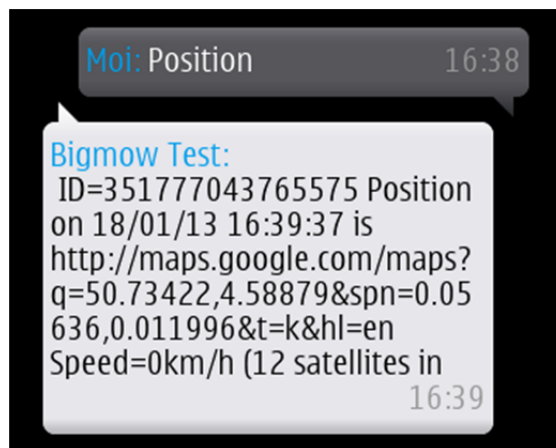 Moi: Position 16:38
Bigmow Test:
ID=351777043765575 Position
on 18/01/13 16:39:37 is
http://maps.google.com/maps?
q=50.73422,4.58879&spn=0.05
636,0.011996&t=k&hl=en
Speed=0km/h (12 satellites in
16:39